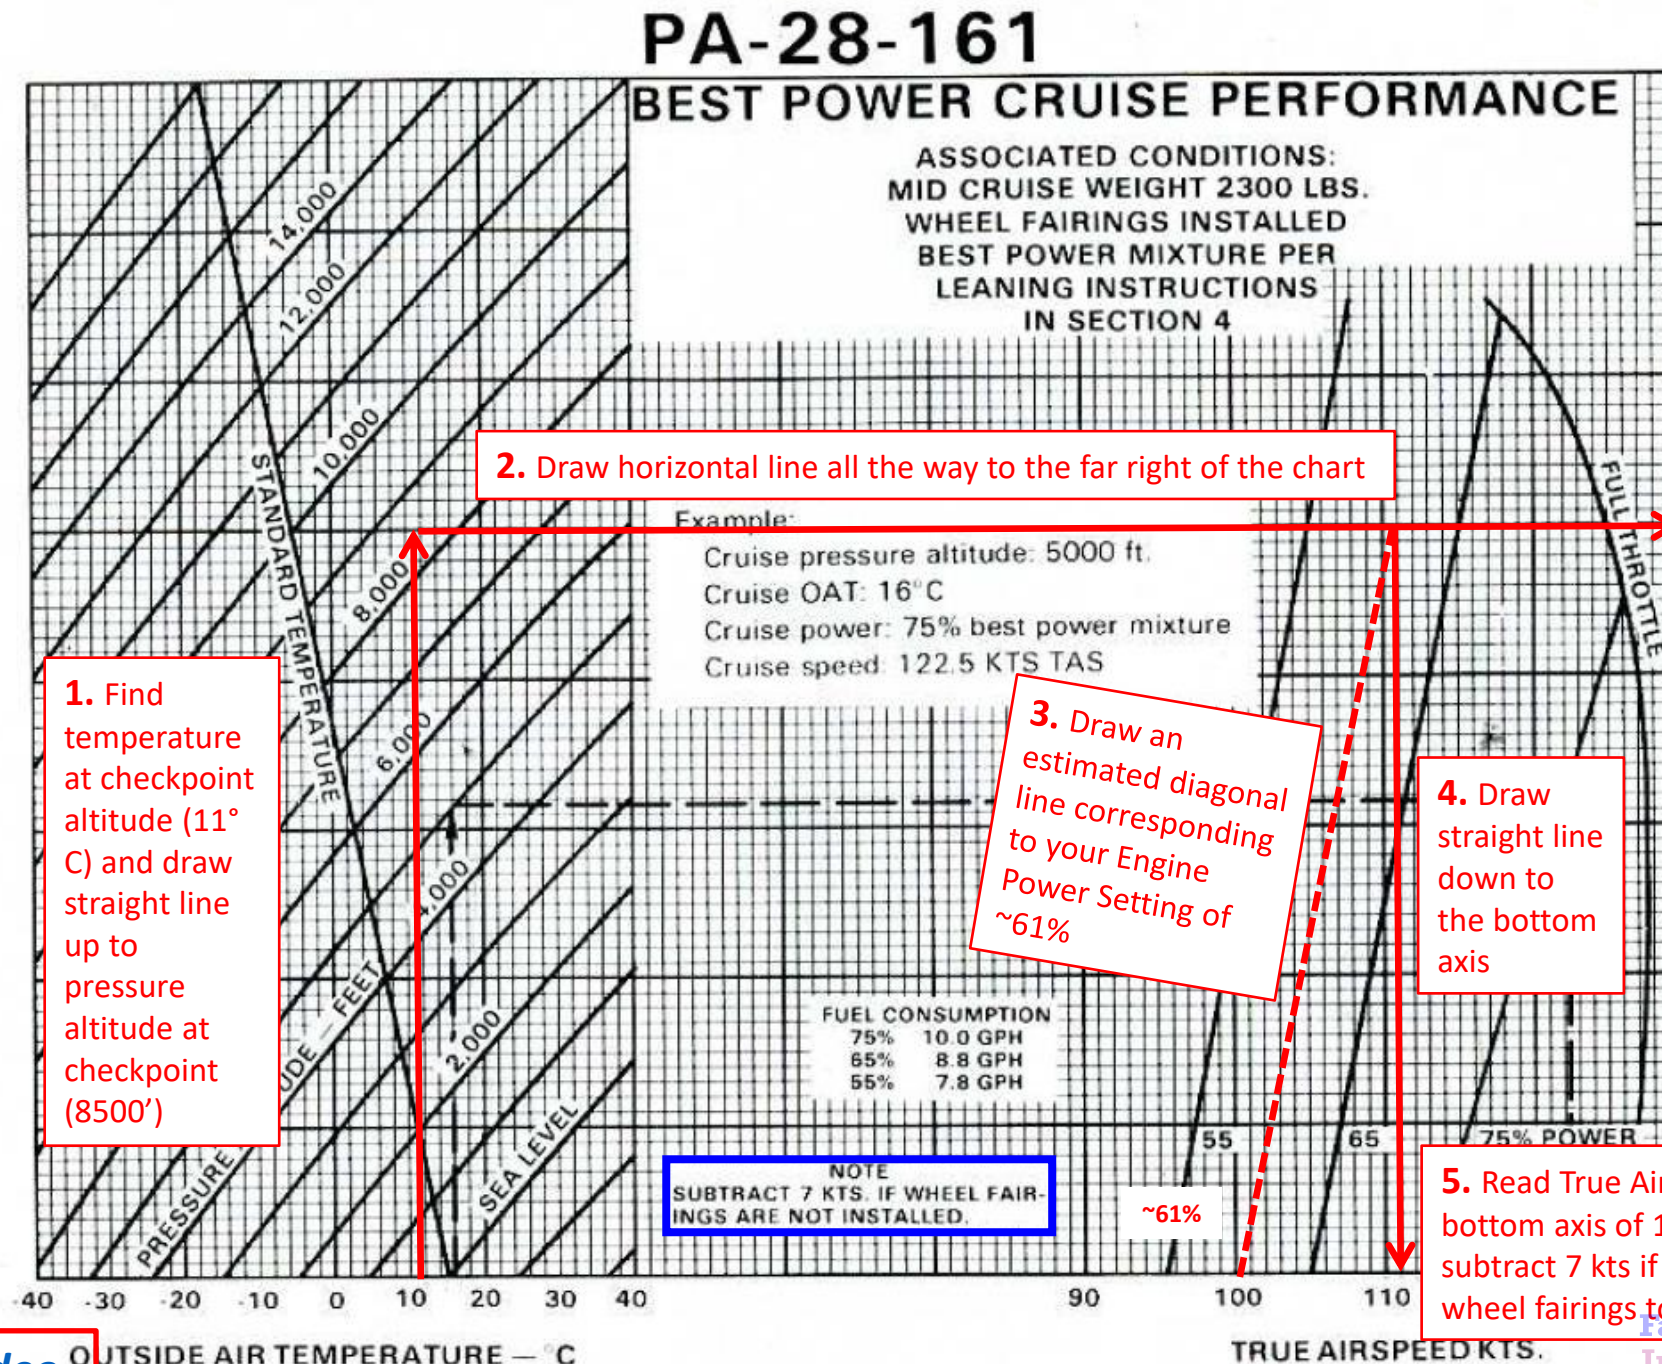 PA-28-161
BEST POWER CRUISE PERFORMANCE
ASSOCIATED CONDITIONS:
MID CRUISE WEIGHT 2300 LBS.
WHEEL FAIRINGS INSTALLED
BEST POWER MIXTURE PER
LEANING INSTRUCTIONS
IN SECTION 4
14,000
12,000
10,000
8,000
6,000
4,000
2,000
SEA LEVEL
STANDARD TEMPERATURE
PRESSURE
UDE — FEET
FULL THROTTLE
2. Draw horizontal line all the way to the far right of the chart
Example:
Cruise pressure altitude: 5000 ft.
Cruise OAT: 16°C
Cruise power: 75% best power mixture
Cruise speed: 122.5 KTS TAS
1. Find
temperature
at checkpoint
altitude (11°
C) and draw
straight line
up to
pressure
altitude at
checkpoint
(8500')
3. Draw an
estimated diagonal
line corresponding
to your Engine
Power Setting of
~61%
4. Draw
straight line
down to
the bottom
axis
FUEL CONSUMPTION
75% 10.0 GPH
65% 8.8 GPH
55% 7.8 GPH
55 65 75% POWER
NOTE
SUBTRACT 7 KTS. IF WHEEL FAIR-
INGS ARE NOT INSTALLED.
~61%
5. Read True Air
bottom axis of 1
subtract 7 kts if
wheel fairings to
-40 -30 -20 -10 0 10 20 30 40 90 100 110
OUTSIDE AIR TEMPERATURE — °C
TRUE AIRSPEED KTS.